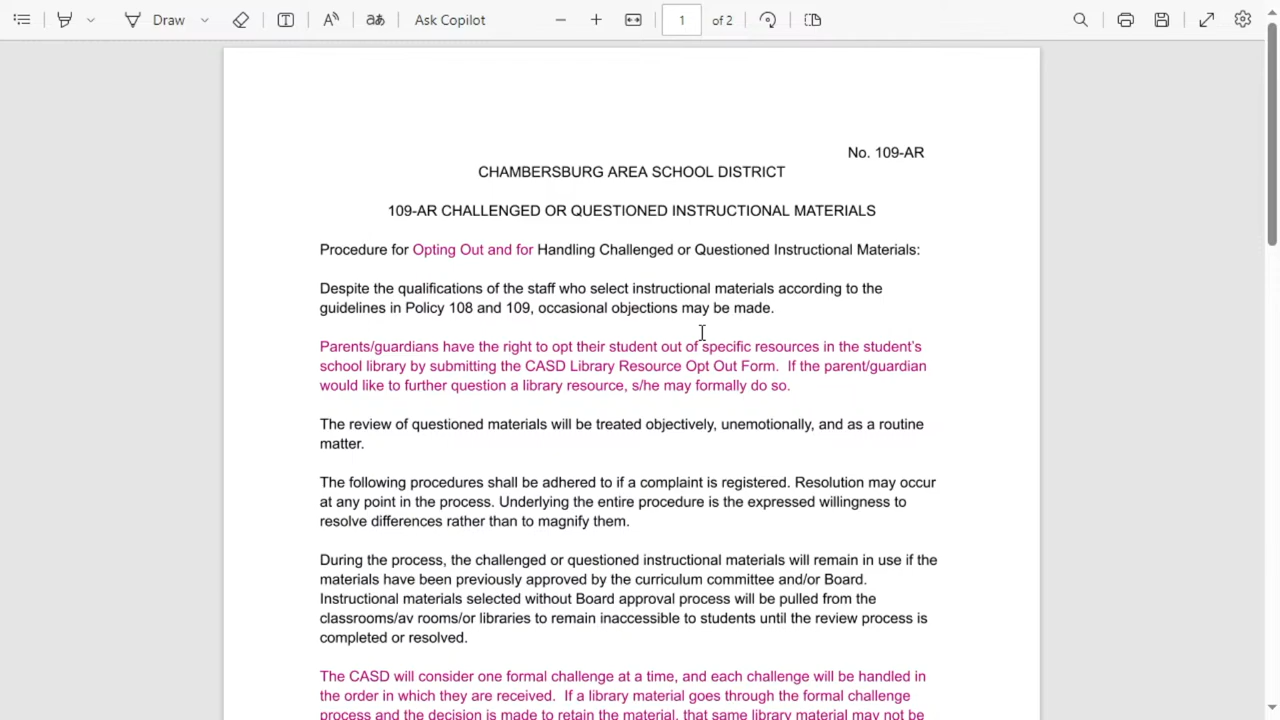 Draw
Ask Copilot
1
of 2
No. 109-AR
CHAMBERSBURG AREA SCHOOL DISTRICT
109-AR CHALLENGED OR QUESTIONED INSTRUCTIONAL MATERIALS
Procedure for Opting Out and for Handling Challenged or Questioned Instructional Materials:
Despite the qualifications of the staff who select instructional materials according to the
guidelines in Policy 108 and 109, occasional objections may be made.
Parents/guardians have the right to opt their student out of specific resources in the student's
school library by submitting the CASD Library Resource Opt Out Form.  If the parent/guardian
would like to further question a library resource, s/he may formally do so.
The review of questioned materials will be treated objectively, unemotionally, and as a routine
matter.
The following procedures shall be adhered to if a complaint is registered. Resolution may occur
at any point in the process. Underlying the entire procedure is the expressed willingness to
resolve differences rather than to magnify them.
During the process, the challenged or questioned instructional materials will remain in use if the
materials have been previously approved by the curriculum committee and/or Board.
Instructional materials selected without Board approval process will be pulled from the
classrooms/av rooms/or libraries to remain inaccessible to students until the review process is
completed or resolved.
The CASD will consider one formal challenge at a time, and each challenge will be handled in
the order in which they are received.  If a library material goes through the formal challenge
process and the decision is made to retain the material, that same library material may not be